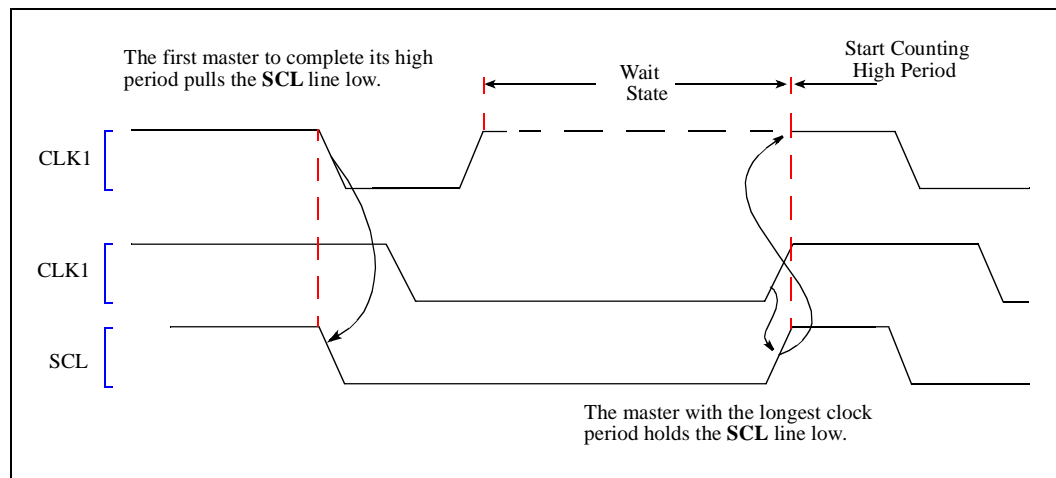 The first master to complete its high
period pulls the SCL line low.
Wait
State
Start Counting
High Period
CLK1
CLK1
SCL
The master with the longest clock
period holds the SCL line low.